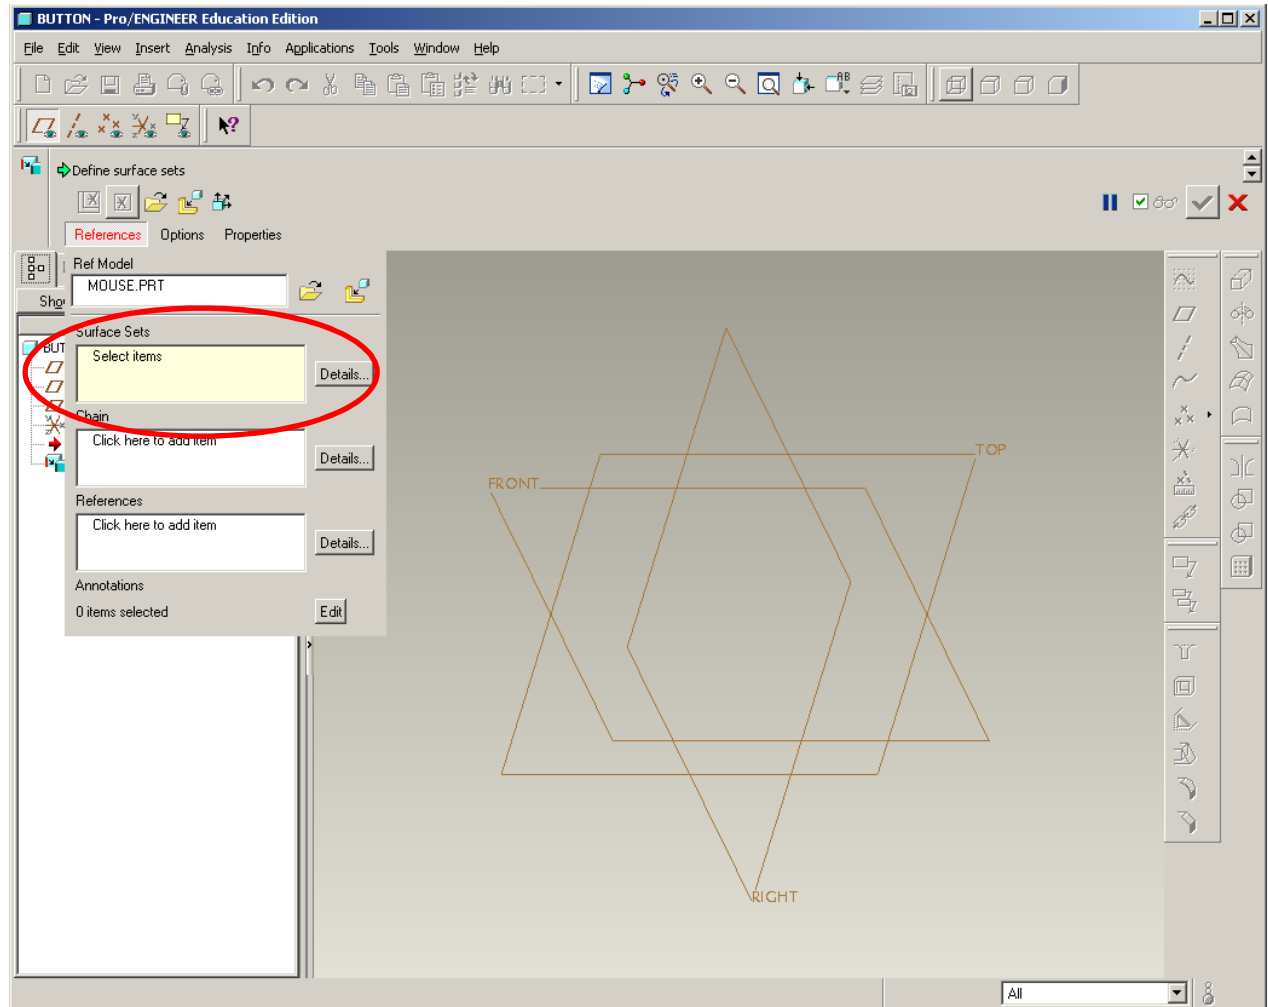 BUTTON - Pro/ENGINEER Education Edition
File Edit View Insert Analysis Info Applications Tools Window Help
Define surface sets
References Options Properties
Ref Model
MOUSE.PRT
Surface Sets
Select items
Details...
Chain
Click here to add item
Details...
References
Click here to add item
Details...
Annotations
0 items selected
Edit
TOP
FRONT
RIGHT
All